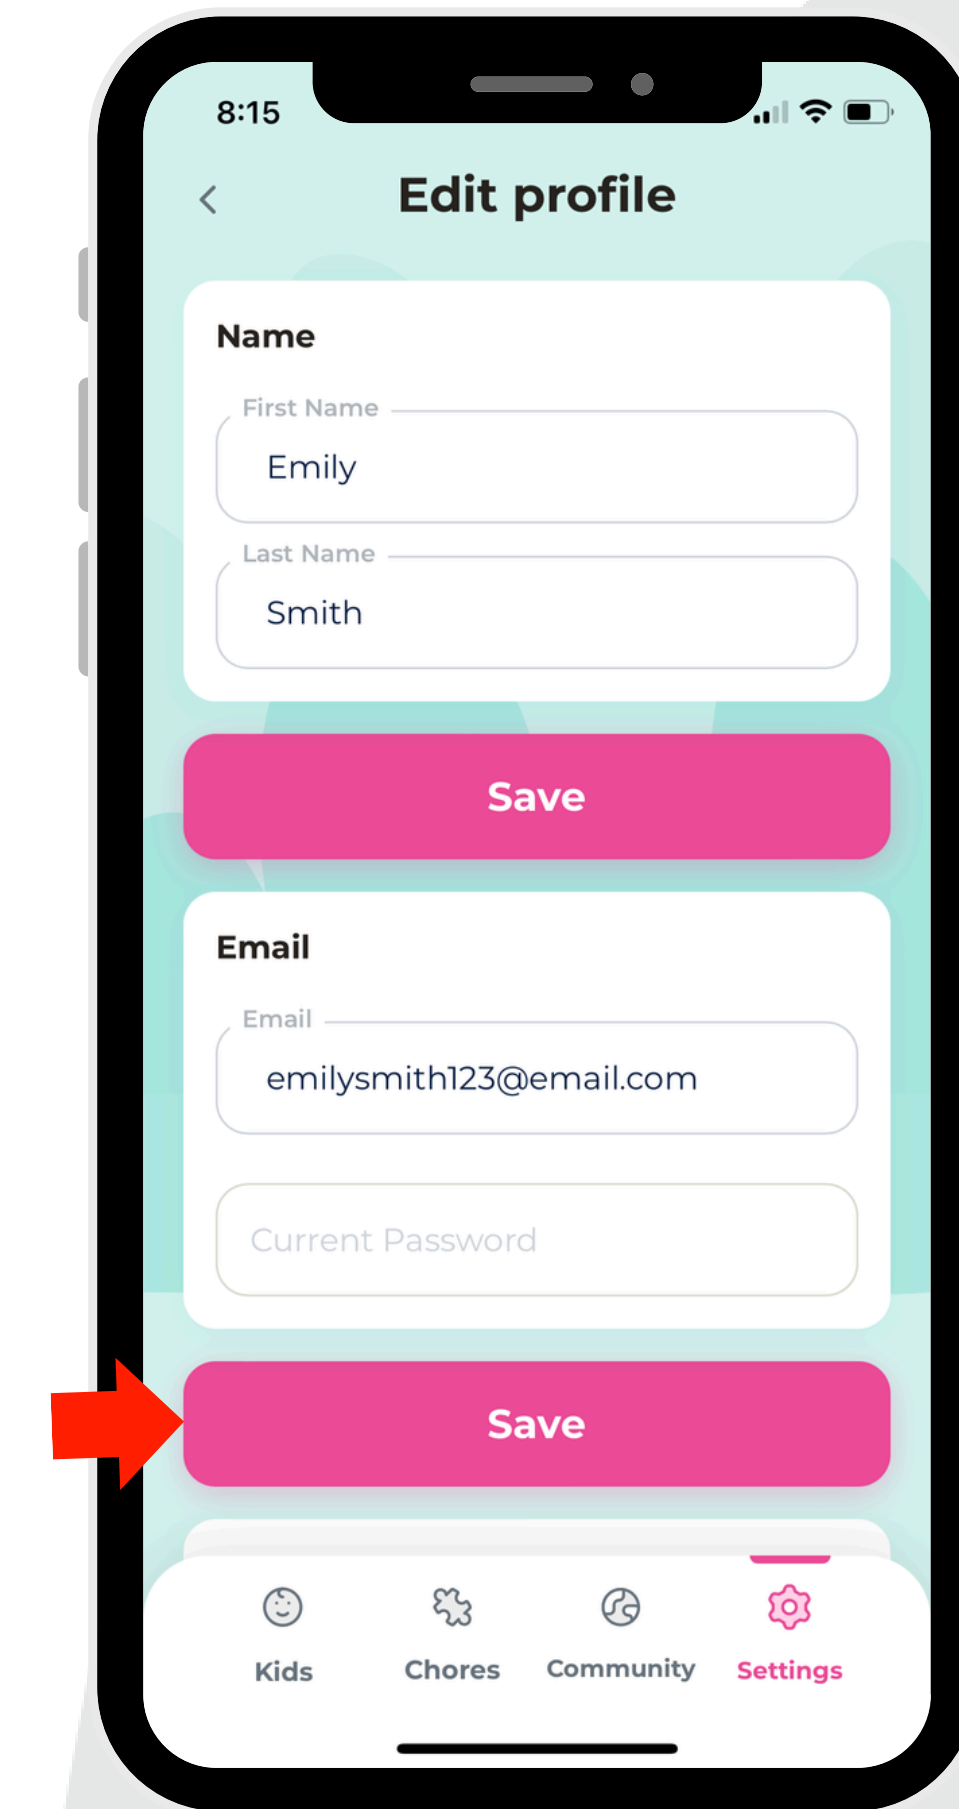 8:15
Edit profile
Name
First Name
Emily
Last Name
Smith
Save
Email
Email
emilysmith123@email.com
Current Password
Save
Kids Chores Community Settings